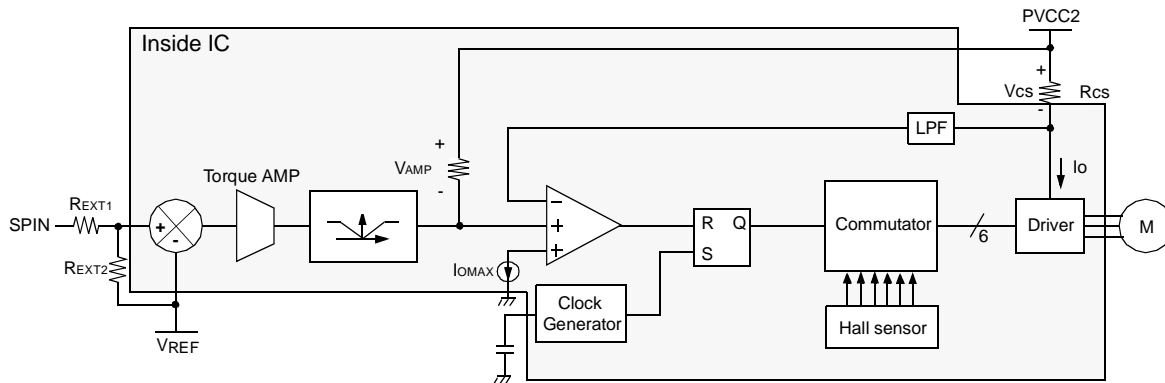 PVCC2
Inside IC
+
Vcs
Rcs
-
LPF
+
VAMP
-
Io
Torque AMP
REXT1
SPIN
+
-
REXT2
VREF
-
+
+
IOMAX
R Q
S
Commutator
6
Driver
M
Clock
Generator
Hall sensor